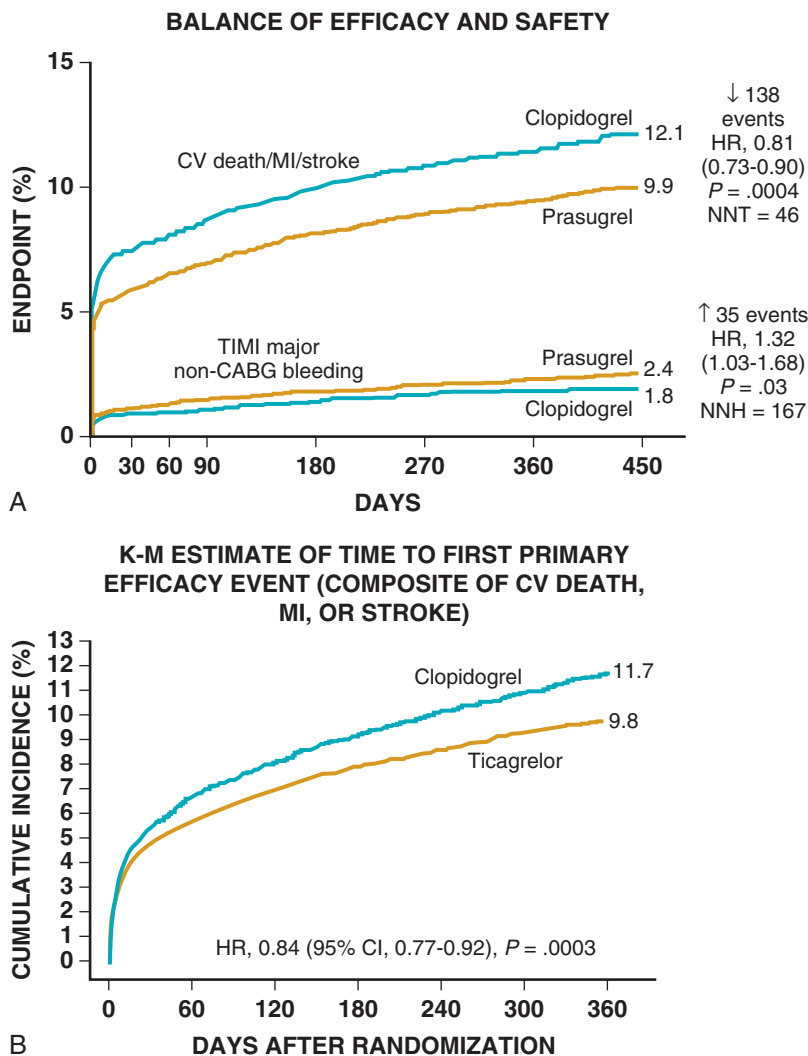 BALANCE OF EFFICACY AND SAFETY
15
10
5
0
ENDPOINT (%)
CV death/MI/stroke
Clopidogrel
12.1
Prasugrel
9.9
TIMI major
non-CABG bleeding
Prasugrel
2.4
1.8
Clopidogrel
↓ 138
events
HR, 0.81
(0.73-0.90)
P = .0004
NNT = 46
↑ 35 events
HR, 1.32
(1.03-1.68)
P = .03
NNH = 167
0 30 60 90 180 270 360 450
DAYS
A
K-M ESTIMATE OF TIME TO FIRST PRIMARY
EFFICACY EVENT (COMPOSITE OF CV DEATH,
MI, OR STROKE)
13
12
11
10
9
8
7
6
5
4
3
2
1
0
CUMULATIVE INCIDENCE (%)
Clopidogrel
11.7
9.8
Ticagrelor
HR, 0.84 (95% CI, 0.77-0.92), P = .0003
0 60 120 180 240 300 360
DAYS AFTER RANDOMIZATION
B